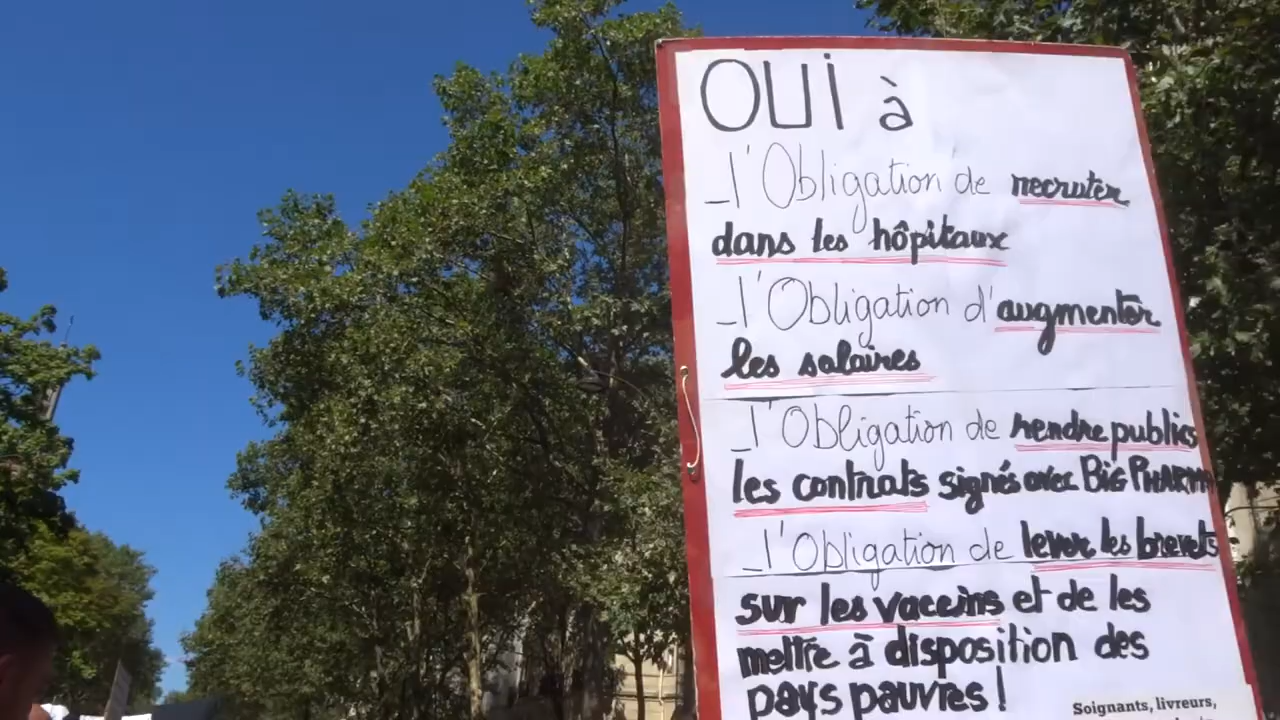 OUi à
_l'Obligation de recruter
dans les hôpitaux
_l'Obligation d'augmenter
les salaires
_l'Obligation de rendre publics
les contrats signés avec BiG PHARMA
_l'Obligation de lever les brevets
sur les vaccins et de les
mettre à disposition des
pays pauvres !
Soignants, livreurs,